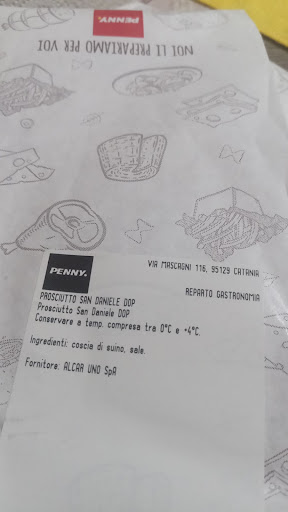 PENNY.
NOI LI PREPARIAMO PER VOI
PENNY.
VIA MASCAGNI 116, 95129 CATANIA
REPARTO GASTRONOMIA
PROSCIUTTO SAN DANIELE DOP
Prosciutto San Daniele DOP
Conservare a temp. compresa tra 0°C e +4°C.
Ingredienti: coscia di suino, sale.
Fornitore: ALCAR UNO SpA